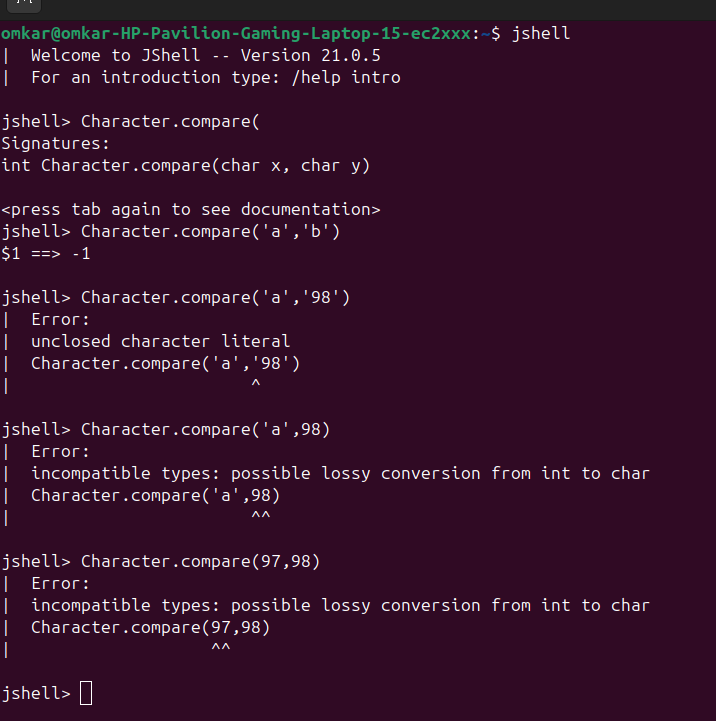 omkar@omkar-HP-Pavilion-Gaming-Laptop-15-ec2xxx:~$ jshell
|  Welcome to JShell -- Version 21.0.5
|  For an introduction type: /help intro
jshell> Character.compare(
Signatures:
int Character.compare(char x, char y)
<press tab again to see documentation>
jshell> Character.compare('a','b')
$1 ==> -1
jshell> Character.compare('a','98')
|  Error:
|  unclosed character literal
|  Character.compare('a','98')
|                        ^
jshell> Character.compare('a',98)
|  Error:
|  incompatible types: possible lossy conversion from int to char
|  Character.compare('a',98)
|                        ^^
jshell> Character.compare(97,98)
|  Error:
|  incompatible types: possible lossy conversion from int to char
|  Character.compare(97,98)
|                    ^^
jshell>